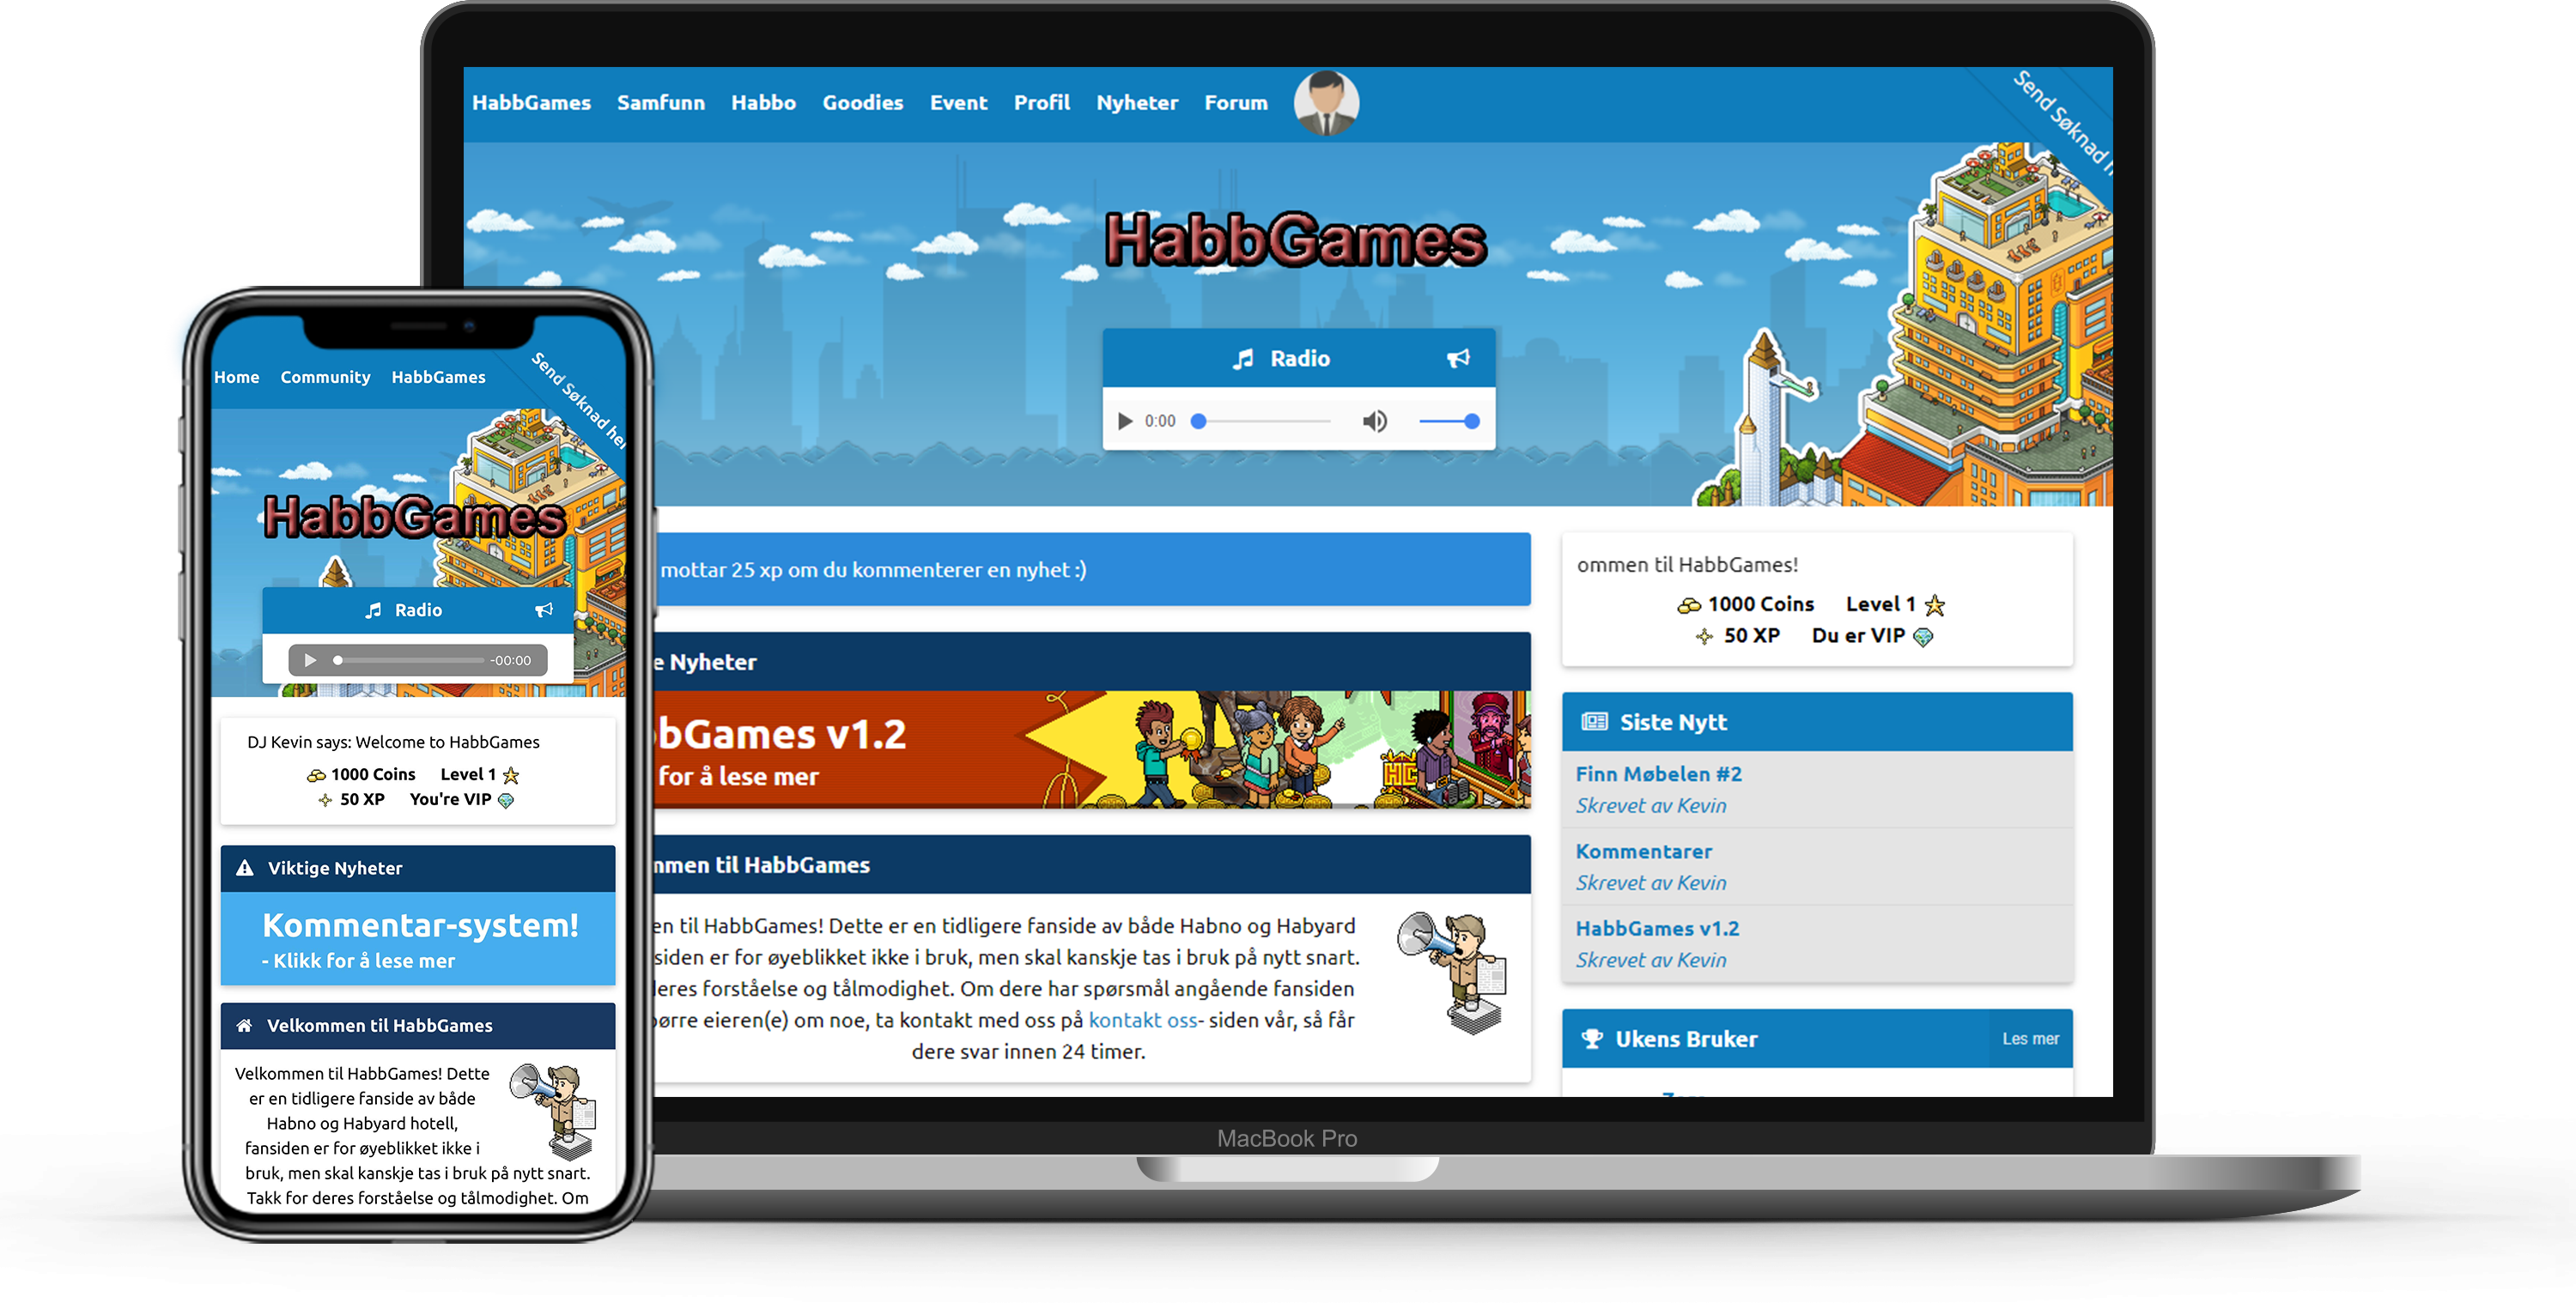 HabbGames Samfunn Habbo Goodies Event Profil Nyheter Forum
Send Søknad h
HabbGames
Radio
0:00
mottar 25 xp om du kommenterer en nyhet :)
e Nyheter
bGames v1.2
for å lese mer
mmen til HabbGames
en til HabbGames! Dette er en tidligere fanside av både Habno og Habyard
siden er for øyeblikket ikke i bruk, men skal kanskje tas i bruk på nytt snart.
deres forståelse og tålmodighet. Om dere har spørsmål angående fansiden
pørre eieren(e) om noe, ta kontakt med oss på kontakt oss- siden vår, så får
dere svar innen 24 timer.
ommen til HabbGames!
1000 Coins Level 1
50 XP Du er VIP
Siste Nytt
Finn Møbelen #2
Skrevet av Kevin
Kommentarer
Skrevet av Kevin
HabbGames v1.2
Skrevet av Kevin
Ukens Bruker Les mer
MacBook Pro
Home Community HabbGames
Send Søknad her
HabbGames
Radio
-00:00
DJ Kevin says: Welcome to HabbGames
1000 Coins Level 1
50 XP You're VIP
Viktige Nyheter
Kommentar-system!
- Klikk for å lese mer
Velkommen til HabbGames
Velkommen til HabbGames! Dette
er en tidligere fanside av både
Habno og Habyard hotell,
fansiden er for øyeblikket ikke i
bruk, men skal kanskje tas i bruk på nytt snart.
Takk for deres forståelse og tålmodighet. Om